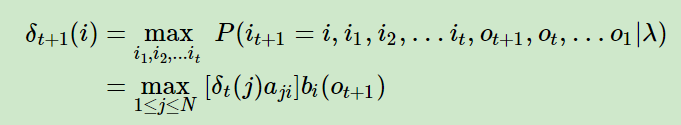 δ_{t+1}(i) = max_{i_1,i_2,...i_t} P(i_{t+1} = i, i_1, i_2, ... i_t, o_{t+1}, o_t, ... o_1|λ)
= max_{1≤j≤N} [δ_t(j)a_{ji}]b_i(o_{t+1})